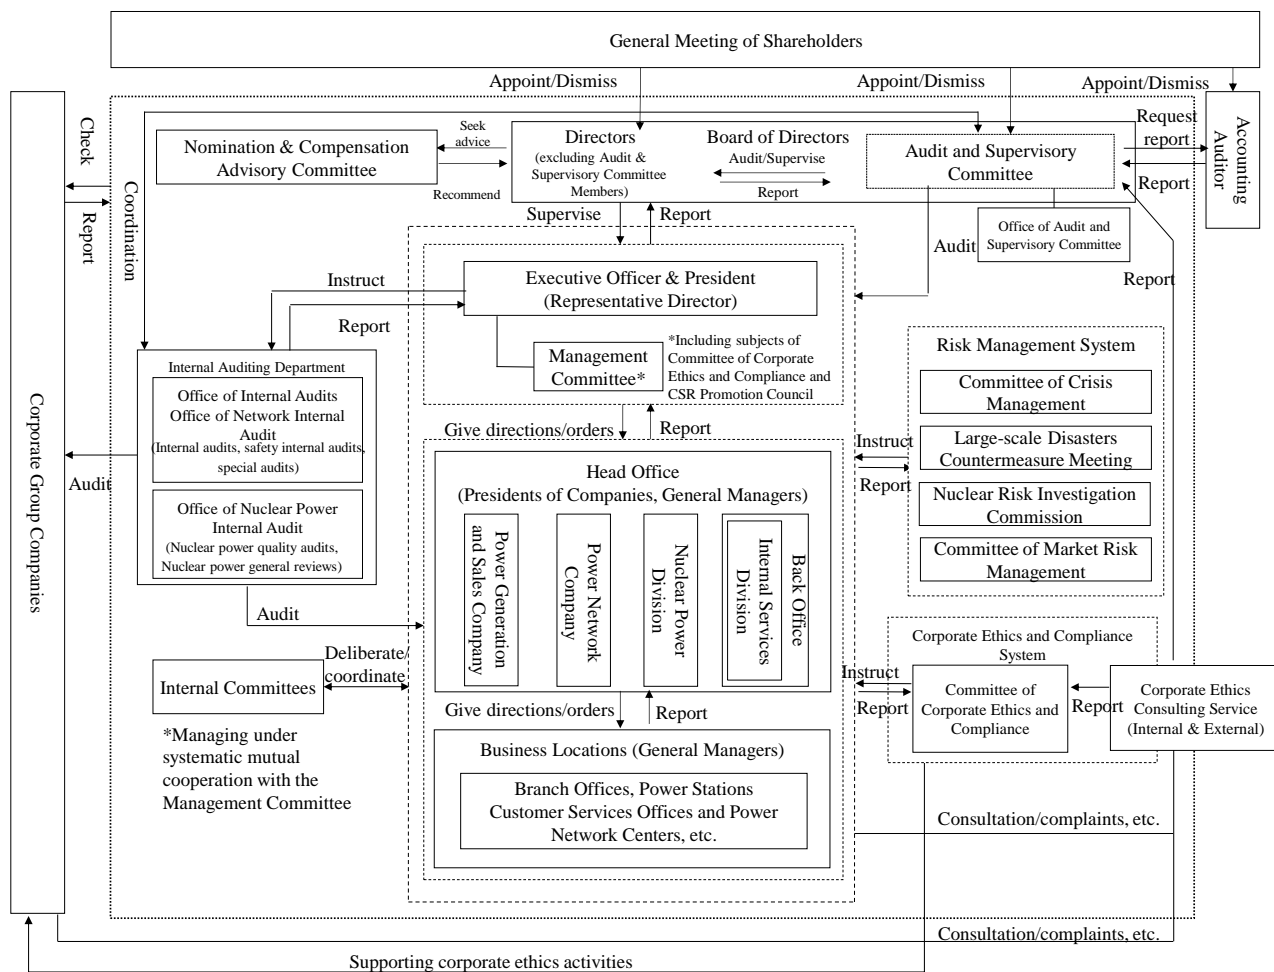 General Meeting of Shareholders
Appoint/Dismiss
Appoint/Dismiss
Appoint/Dismiss
Check
Report
Coordination
Nomination & Compensation
Advisory Committee
Seek
advice
Recommend
Directors
(excluding Audit &
Supervisory Committee
Members)
Board of Directors
Audit/Supervise
Report
Audit and Supervisory
Committee
Request
report
Report
Accounting
Auditor
Supervise
Report
Audit
Office of Audit and
Supervisory Committee
Report
Instruct
Report
Executive Officer & President
(Representative Director)
Management
Committee*
*Including subjects of
Committee of Corporate
Ethics and Compliance and
CSR Promotion Council
Internal Auditing Department
Office of Internal Audits
Office of Network Internal
Audit
(Internal audits, safety internal audits,
special audits)
Office of Nuclear Power
Internal Audit
(Nuclear power quality audits,
Nuclear power general reviews)
Corporate Group Companies
Audit
Audit
Give directions/orders
Report
Head Office
(Presidents of Companies, General Managers)
Power Generation
and Sales Company
Power Network
Company
Nuclear Power
Division
Back Office
Internal Services
Division
Risk Management System
Committee of Crisis
Management
Large-scale Disasters
Countermeasure Meeting
Nuclear Risk Investigation
Commission
Committee of Market Risk
Management
Instruct
Report
Internal Committees
Deliberate/
coordinate
*Managing under
systematic mutual
cooperation with the
Management Committee
Give directions/orders
Report
Business Locations (General Managers)
Branch Offices, Power Stations
Customer Services Offices and Power
Network Centers, etc.
Corporate Ethics and Compliance
System
Instruct
Report
Committee of
Corporate Ethics and
Compliance
Report
Corporate Ethics
Consulting Service
(Internal & External)
Consultation/complaints, etc.
Consultation/complaints, etc.
Supporting corporate ethics activities